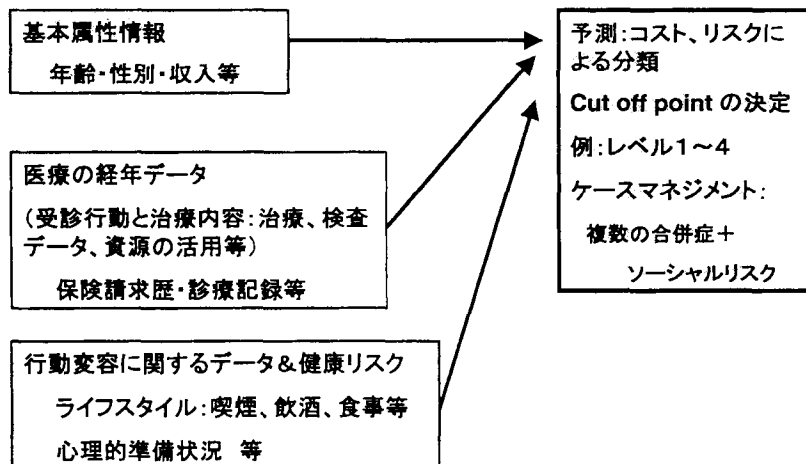 基本属性情報
年齢・性別・収入等
医療の経年データ
(受診行動と治療内容:治療、検査
データ、資源の活用等)
保険請求歴・診療記録等
行動変容に関するデータ&健康リスク
ライフスタイル:喫煙、飲酒、食事等
心理的準備状況 等
予測:コスト、リスクに
よる分類
Cut off point の決定
例:レベル1~4
ケースマネジメント:
複数の合併症+
ソーシャルリスク